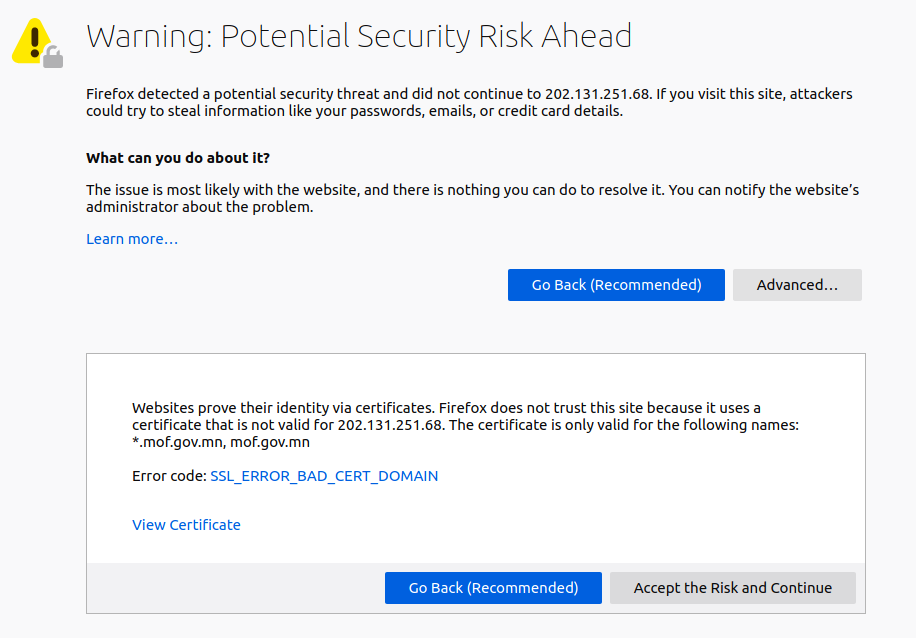 Warning: Potential Security Risk Ahead
Firefox detected a potential security threat and did not continue to 202.131.251.68. If you visit this site, attackers
could try to steal information like your passwords, emails, or credit card details.
What can you do about it?
The issue is most likely with the website, and there is nothing you can do to resolve it. You can notify the website’s
administrator about the problem.
Learn more…
Go Back (Recommended) Advanced…
Websites prove their identity via certificates. Firefox does not trust this site because it uses a
certificate that is not valid for 202.131.251.68. The certificate is only valid for the following names:
*.mof.gov.mn, mof.gov.mn
Error code: SSL_ERROR_BAD_CERT_DOMAIN
View Certificate
Go Back (Recommended) Accept the Risk and Continue